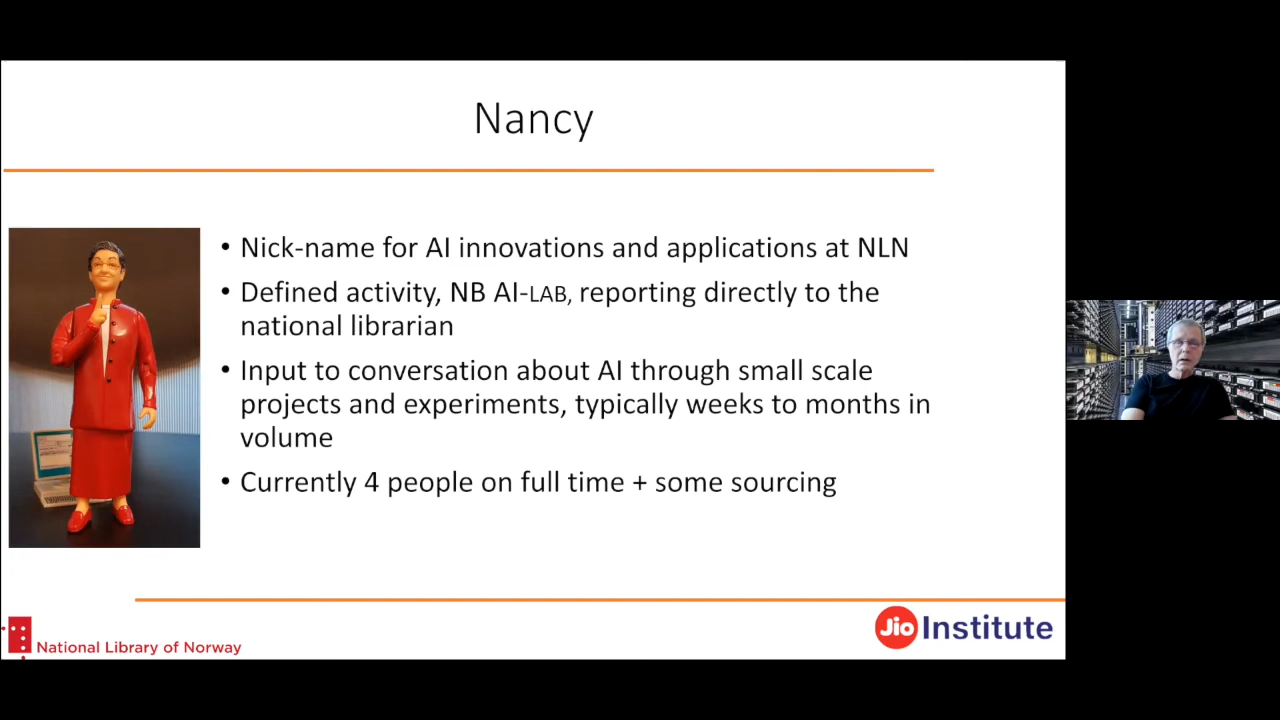 Nancy
• Nick-name for AI innovations and applications at NLN
• Defined activity, NB AI-LAB, reporting directly to the
national librarian
• Input to conversation about AI through small scale
projects and experiments, typically weeks to months in
volume
• Currently 4 people on full time + some sourcing
National Library of Norway
Jio Institute